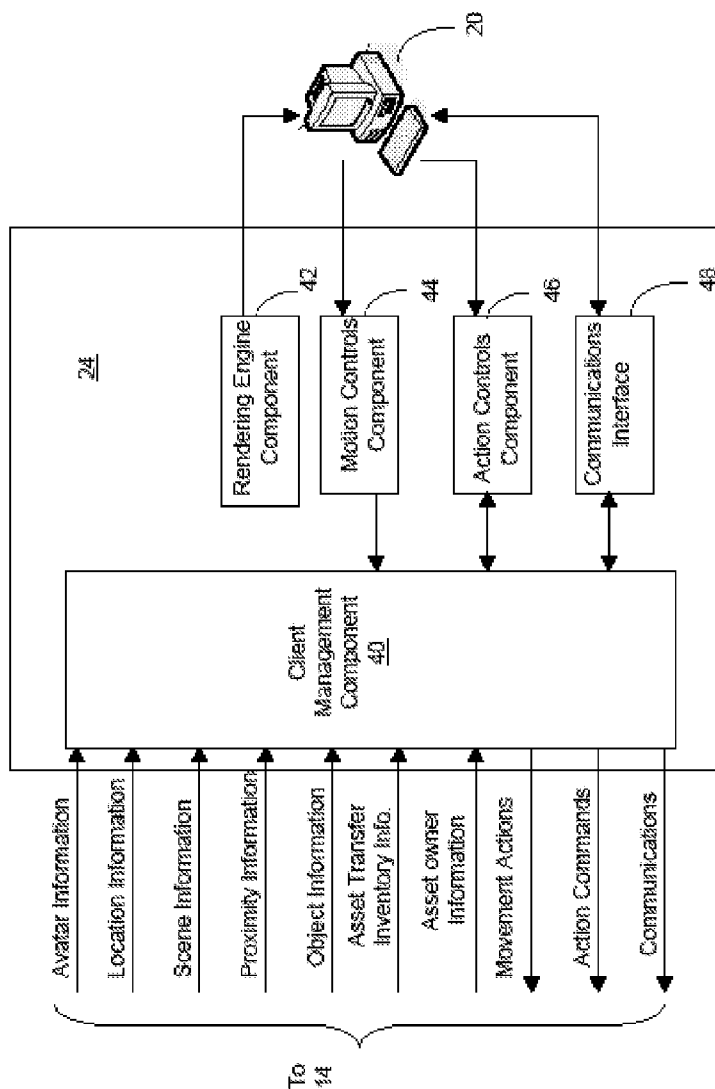 To
14
Avatar Information
Location Information
Scene Information
Proximity Information
Object Information
Asset Transfer
Inventory Info.
Asset owner
Information
Movement Actions
Action Commands
Communications
Client
Management
Component
40
24
Rendering Engine
Component
42
Motion Controls
Component
44
Action Controls
Component
46
Communications
Interface
48
20